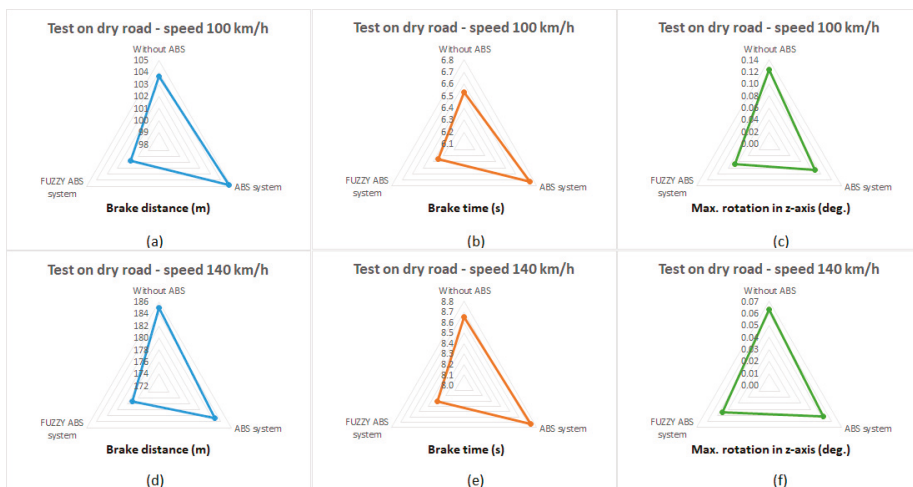 Test on dry road - speed 100 km/h
Without ABS
105
104
103
102
101
100
99
98
FUZZY ABS
system
ABS system
Brake distance (m)
(a)
Test on dry road - speed 100 km/h
Without ABS
6.8
6.7
6.6
6.5
6.4
6.3
6.2
6.1
FUZZY ABS
system
ABS system
Brake time (s)
(b)
Test on dry road - speed 100 km/h
Without ABS
0.14
0.12
0.10
0.08
0.06
0.04
0.02
0.00
FUZZY ABS
system
ABS system
Max. rotation in z-axis (deg.)
(c)
Test on dry road - speed 140 km/h
Without ABS
186
184
182
180
178
176
174
172
FUZZY ABS
system
ABS system
Brake distance (m)
(d)
Test on dry road - speed 140 km/h
Without ABS
8.8
8.7
8.6
8.5
8.4
8.3
8.2
8.1
8.0
FUZZY ABS
system
ABS system
Brake time (s)
(e)
Test on dry road - speed 140 km/h
Without ABS
0.07
0.06
0.05
0.04
0.03
0.02
0.01
0.00
FUZZY ABS
system
ABS system
Max. rotation in z-axis (deg.)
(f)